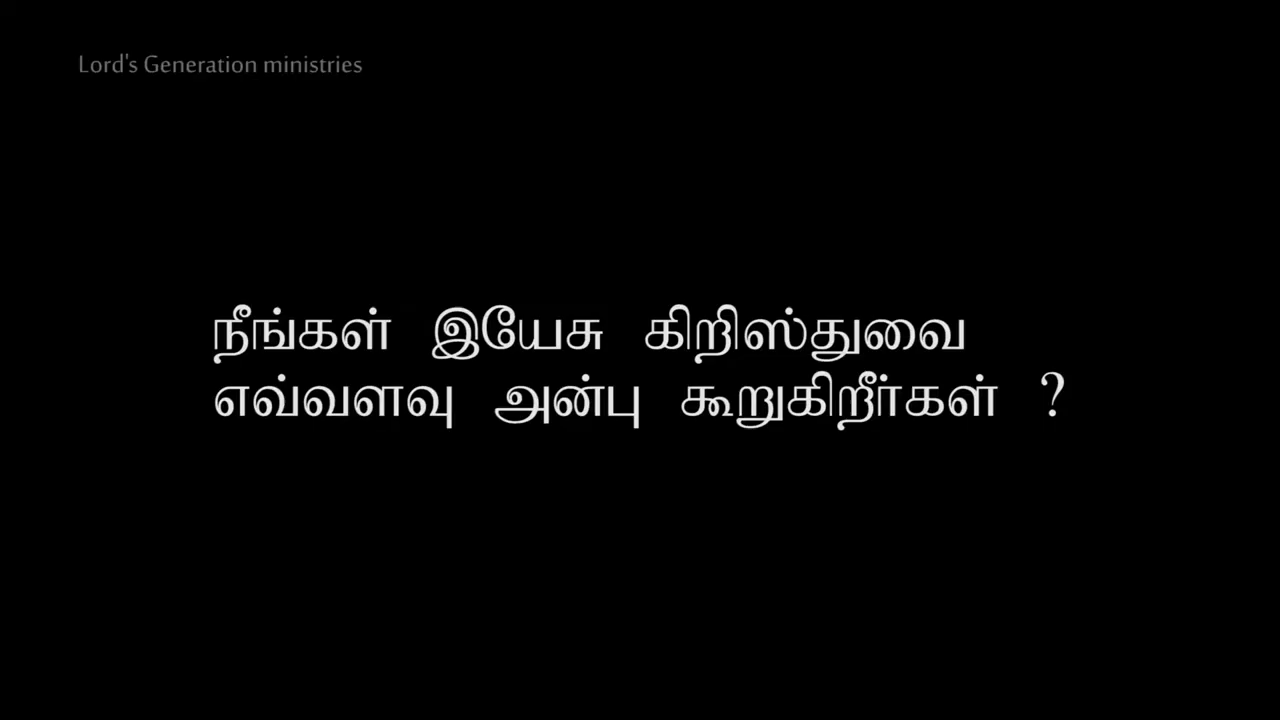 Lord's Generation ministries
நீங்கள் இயேசு கிறிஸ்துவை
எவ்வளவு அன்பு கூறுகிறீர்கள் ?